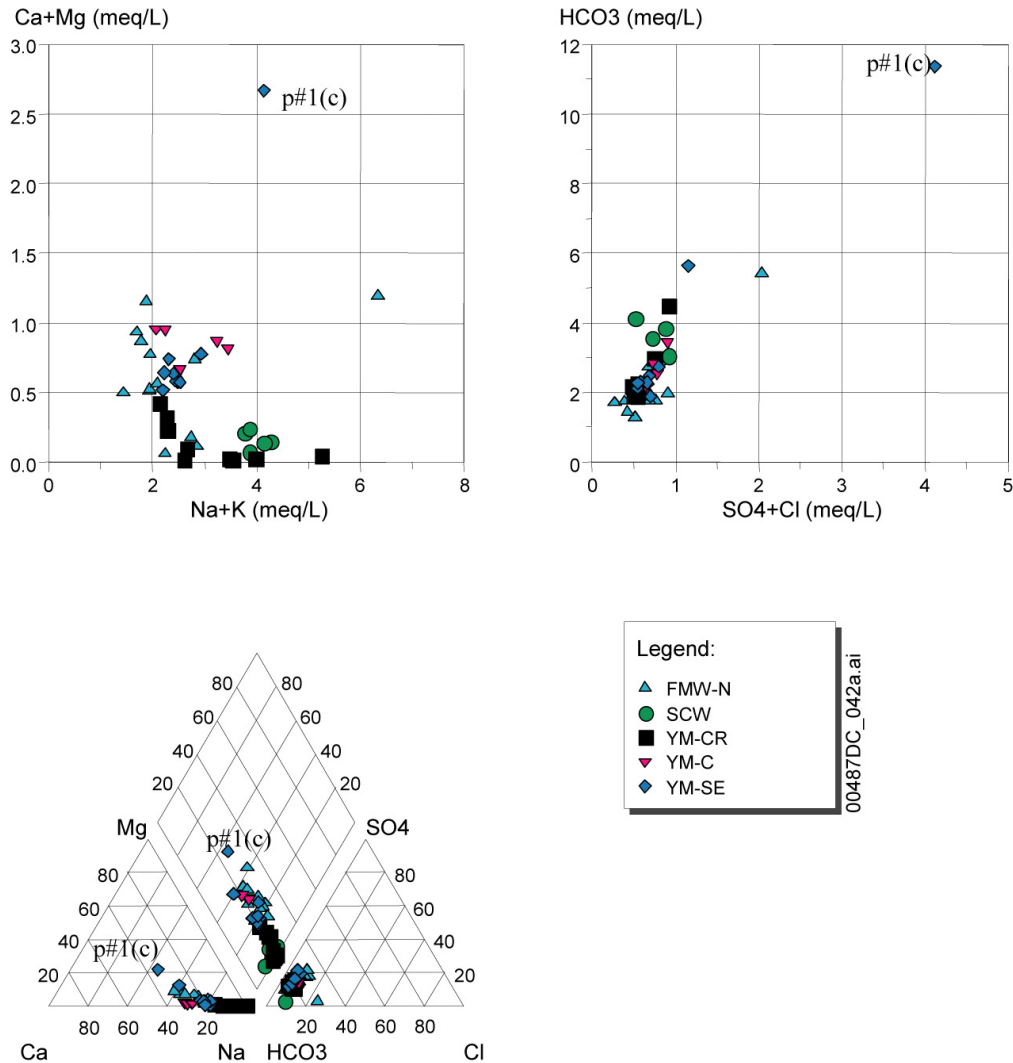 Ca+Mg (meq/L)
3.0
2.5
2.0
1.5
1.0
0.5
0.0
p#1(c)
0 2 4 6 8
Na+K (meq/L)
HCO3 (meq/L)
12
10
8
6
4
2
0
p#1(c)
0 1 2 3 4 5
SO4+Cl (meq/L)
80 80
60 60
40 40
20 20
Mg SO4
p#1(c)
80 80
60 60
40 40
p#1(c)
20 20
80 60 40 20 20 40 60 80
Ca Na HCO3 Cl
Legend:
FMW-N
SCW
YM-CR
YM-C
YM-SE
00487DC_042a.ai